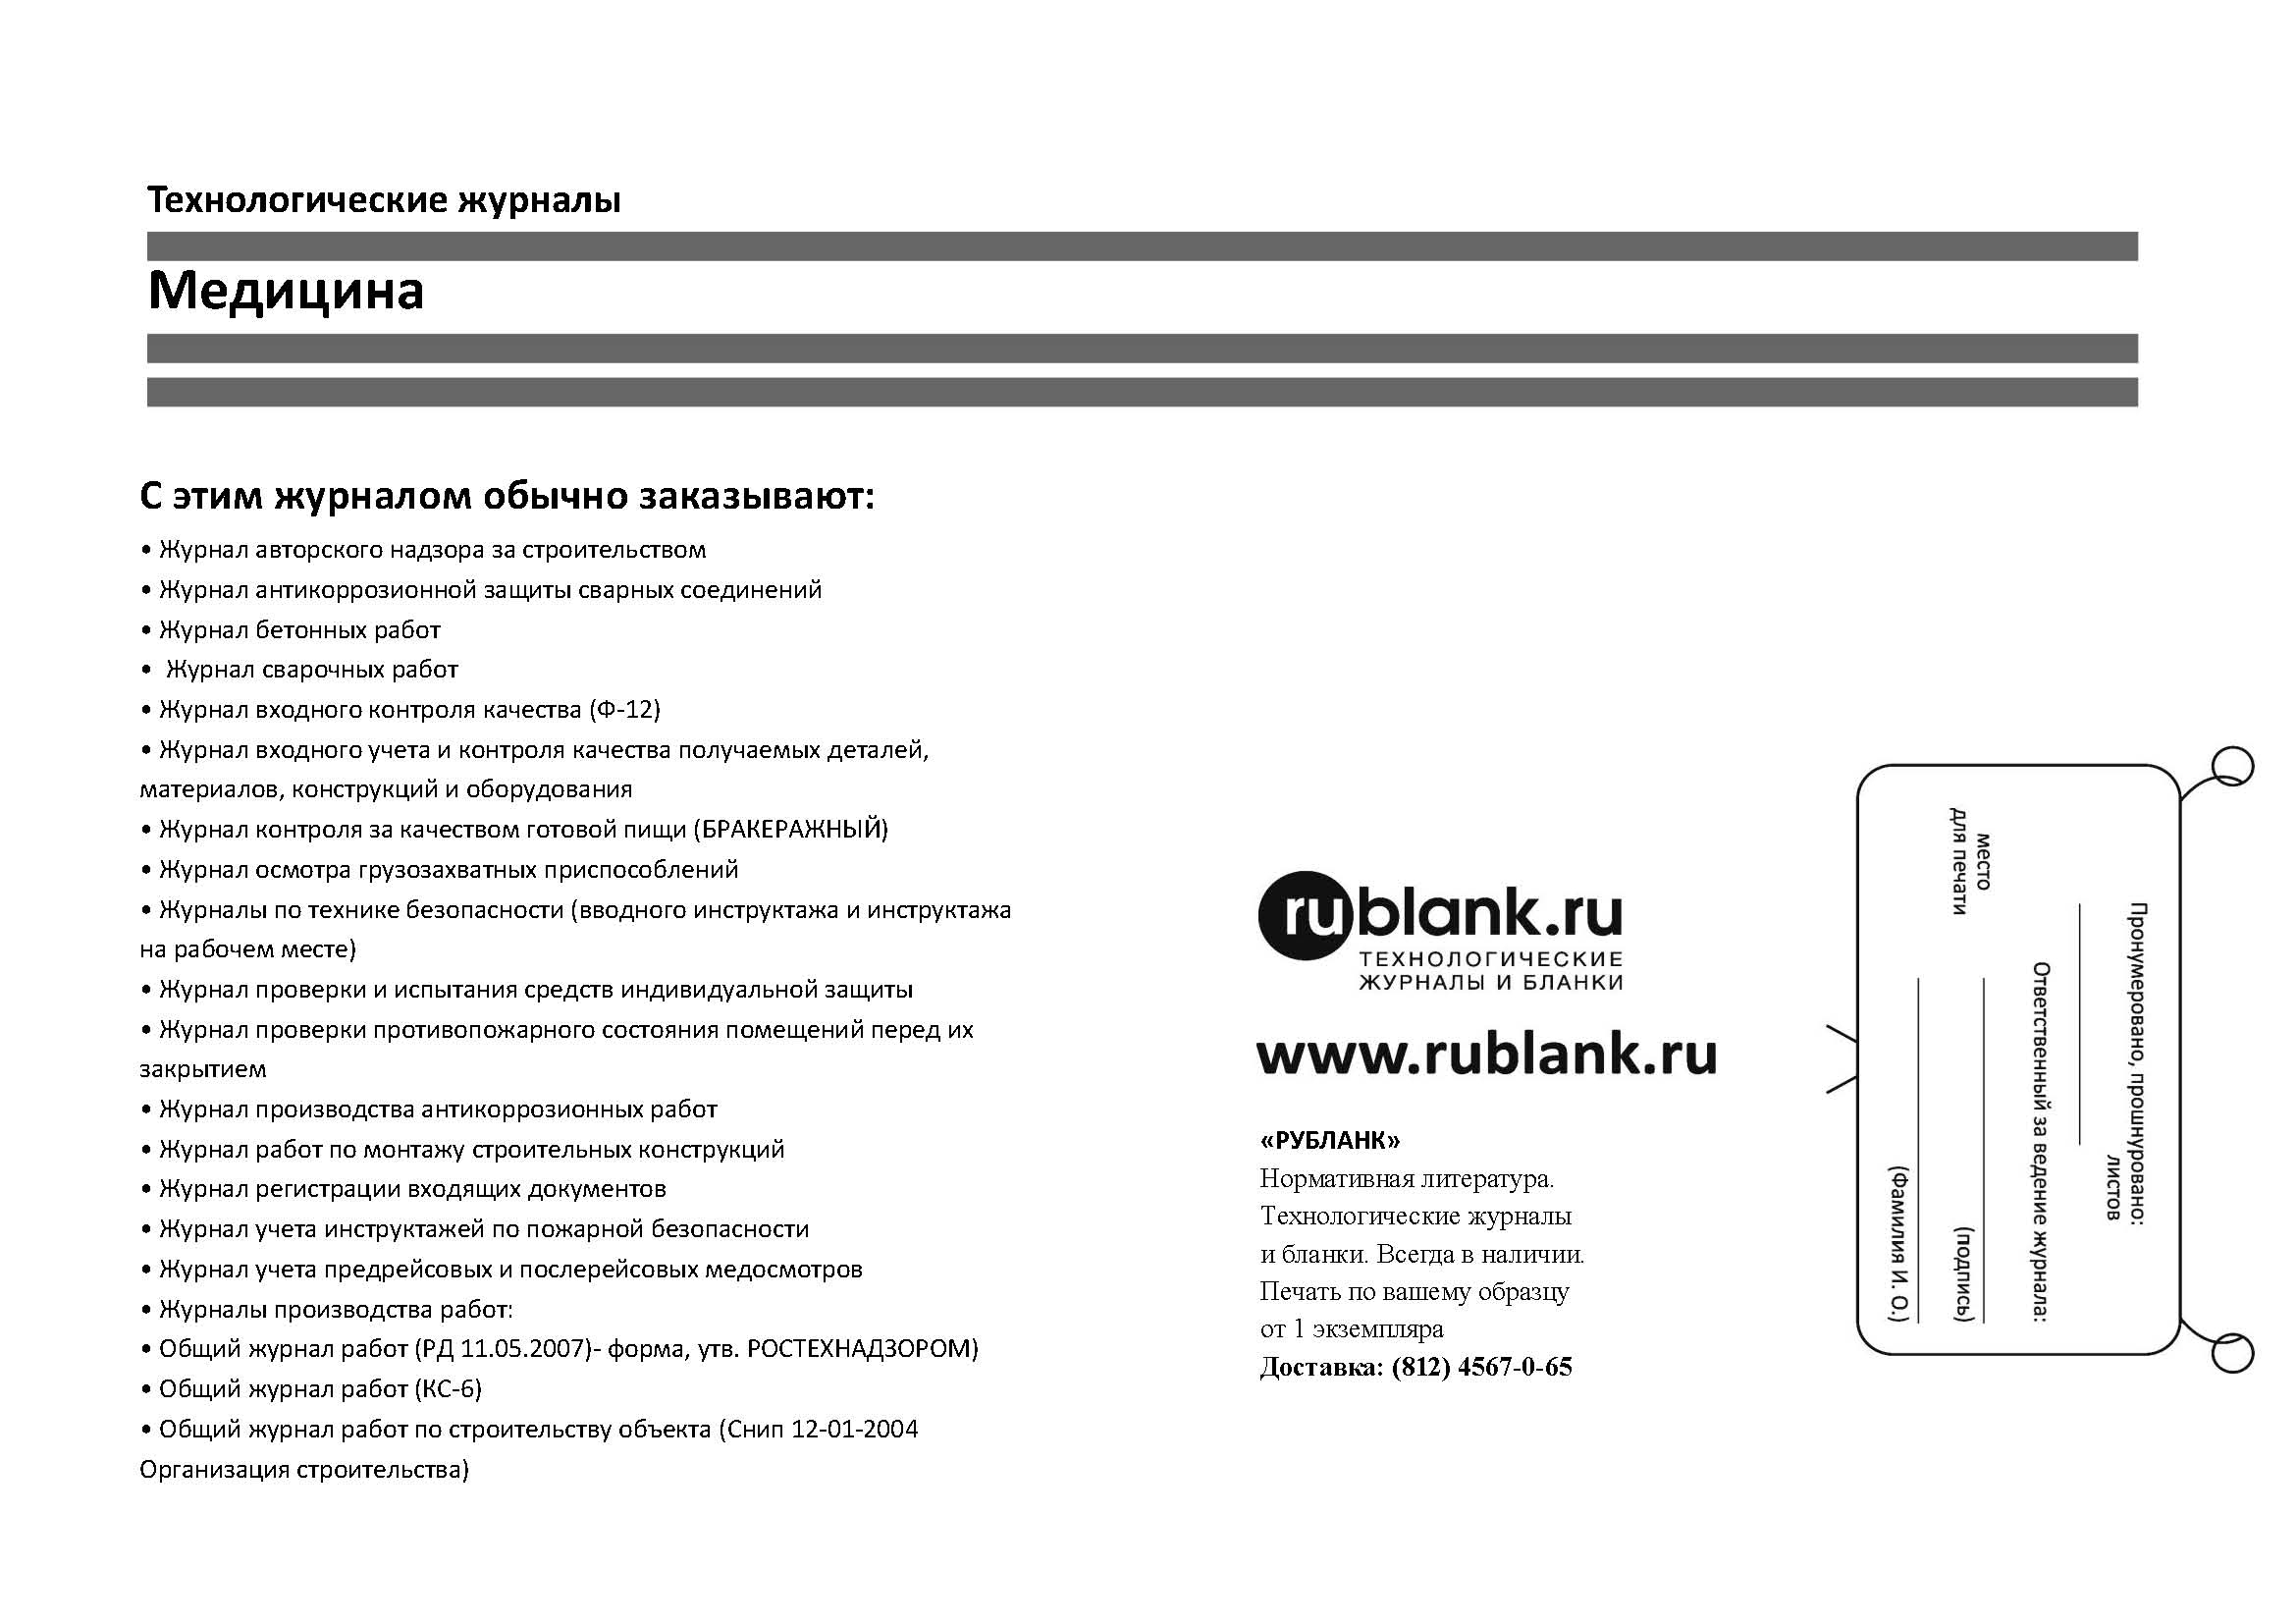 Технологические журналы
Медицина
С этим журналом обычно заказывают:
• Журнал авторского надзора за строительством
• Журнал антикоррозионной защиты сварных соединений
• Журнал бетонных работ
•  Журнал сварочных работ
• Журнал входного контроля качества (Ф-12)
• Журнал входного учета и контроля качества получаемых деталей,
материалов, конструкций и оборудования
• Журнал контроля за качеством готовой пищи (БРАКЕРАЖНЫЙ)
• Журнал осмотра грузозахватных приспособлений
• Журналы по технике безопасности (вводного инструктажа и инструктажа
на рабочем месте)
• Журнал проверки и испытания средств индивидуальной защиты
• Журнал проверки противопожарного состояния помещений перед их
закрытием
• Журнал производства антикоррозионных работ
• Журнал работ по монтажу строительных конструкций
• Журнал регистрации входящих документов
• Журнал учета инструктажей по пожарной безопасности
• Журнал учета предрейсовых и послерейсовых медосмотров
• Журналы производства работ:
• Общий журнал работ (РД 11.05.2007)- форма, утв. РОСТЕХНАДЗОРОМ)
• Общий журнал работ (КС-6)
• Общий журнал работ по строительству объекта (Снип 12-01-2004
Организация строительства)
rublank.ru
ТЕХНОЛОГИЧЕСКИЕ
ЖУРНАЛЫ И БЛАНКИ
www.rublank.ru
«РУБЛАНК»
Нормативная литература.
Технологические журналы
и бланки. Всегда в наличии.
Печать по вашему образцу
от 1 экземпляра
Доставка: (812) 4567-0-65
Пронумеровано, прошнуровано:
листов
Ответственный за ведение журнала:
место
для печати
(подпись)
(Фамилия И. О.)